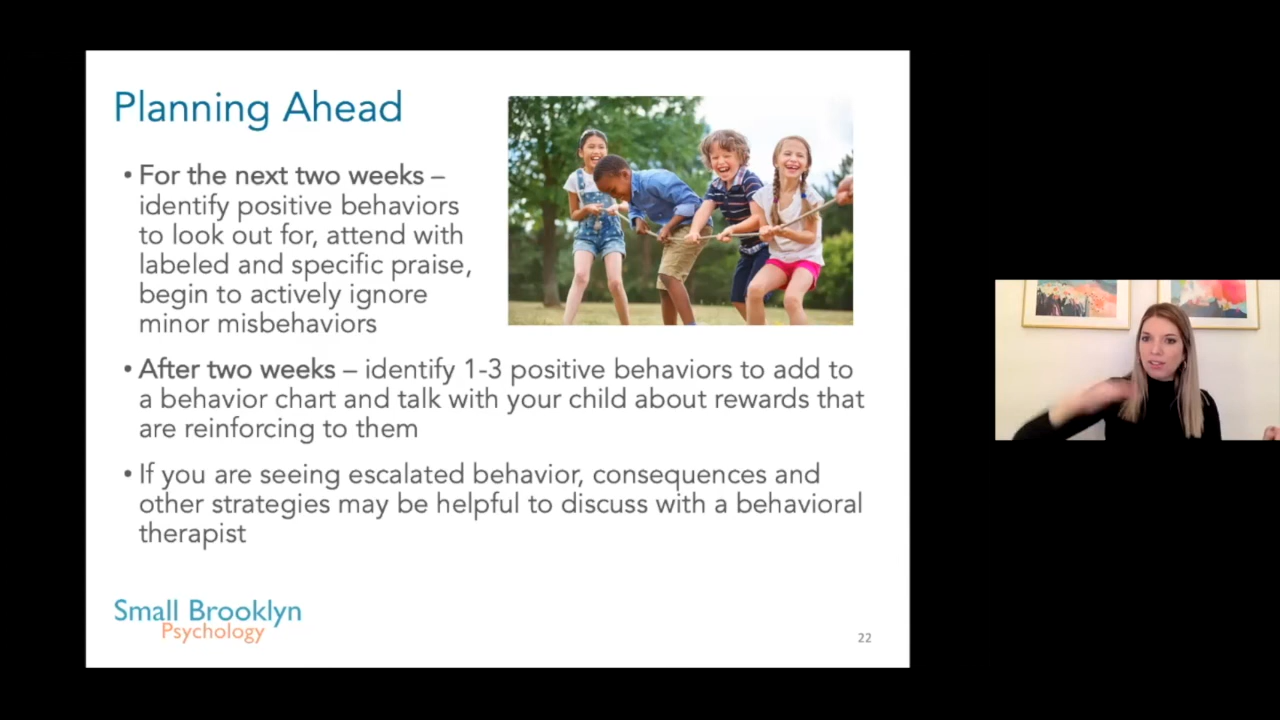 Planning Ahead
• For the next two weeks –
identify positive behaviors
to look out for, attend with
labeled and specific praise,
begin to actively ignore
minor misbehaviors
• After two weeks – identify 1-3 positive behaviors to add to
a behavior chart and talk with your child about rewards that
are reinforcing to them
• If you are seeing escalated behavior, consequences and
other strategies may be helpful to discuss with a behavioral
therapist
Small Brooklyn
Psychology
22